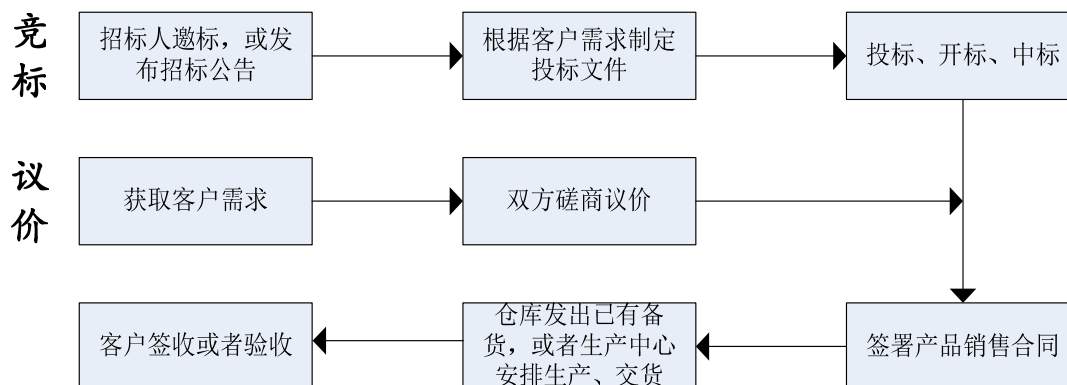 竞标
招标人邀标，或发
布招标公告
根据客户需求制定
投标文件
投标、开标、中标
议价
获取客户需求
双方磋商议价
客户签收或者验收
仓库发出已有备
货，或者生产中心
安排生产、交货
签署产品销售合同